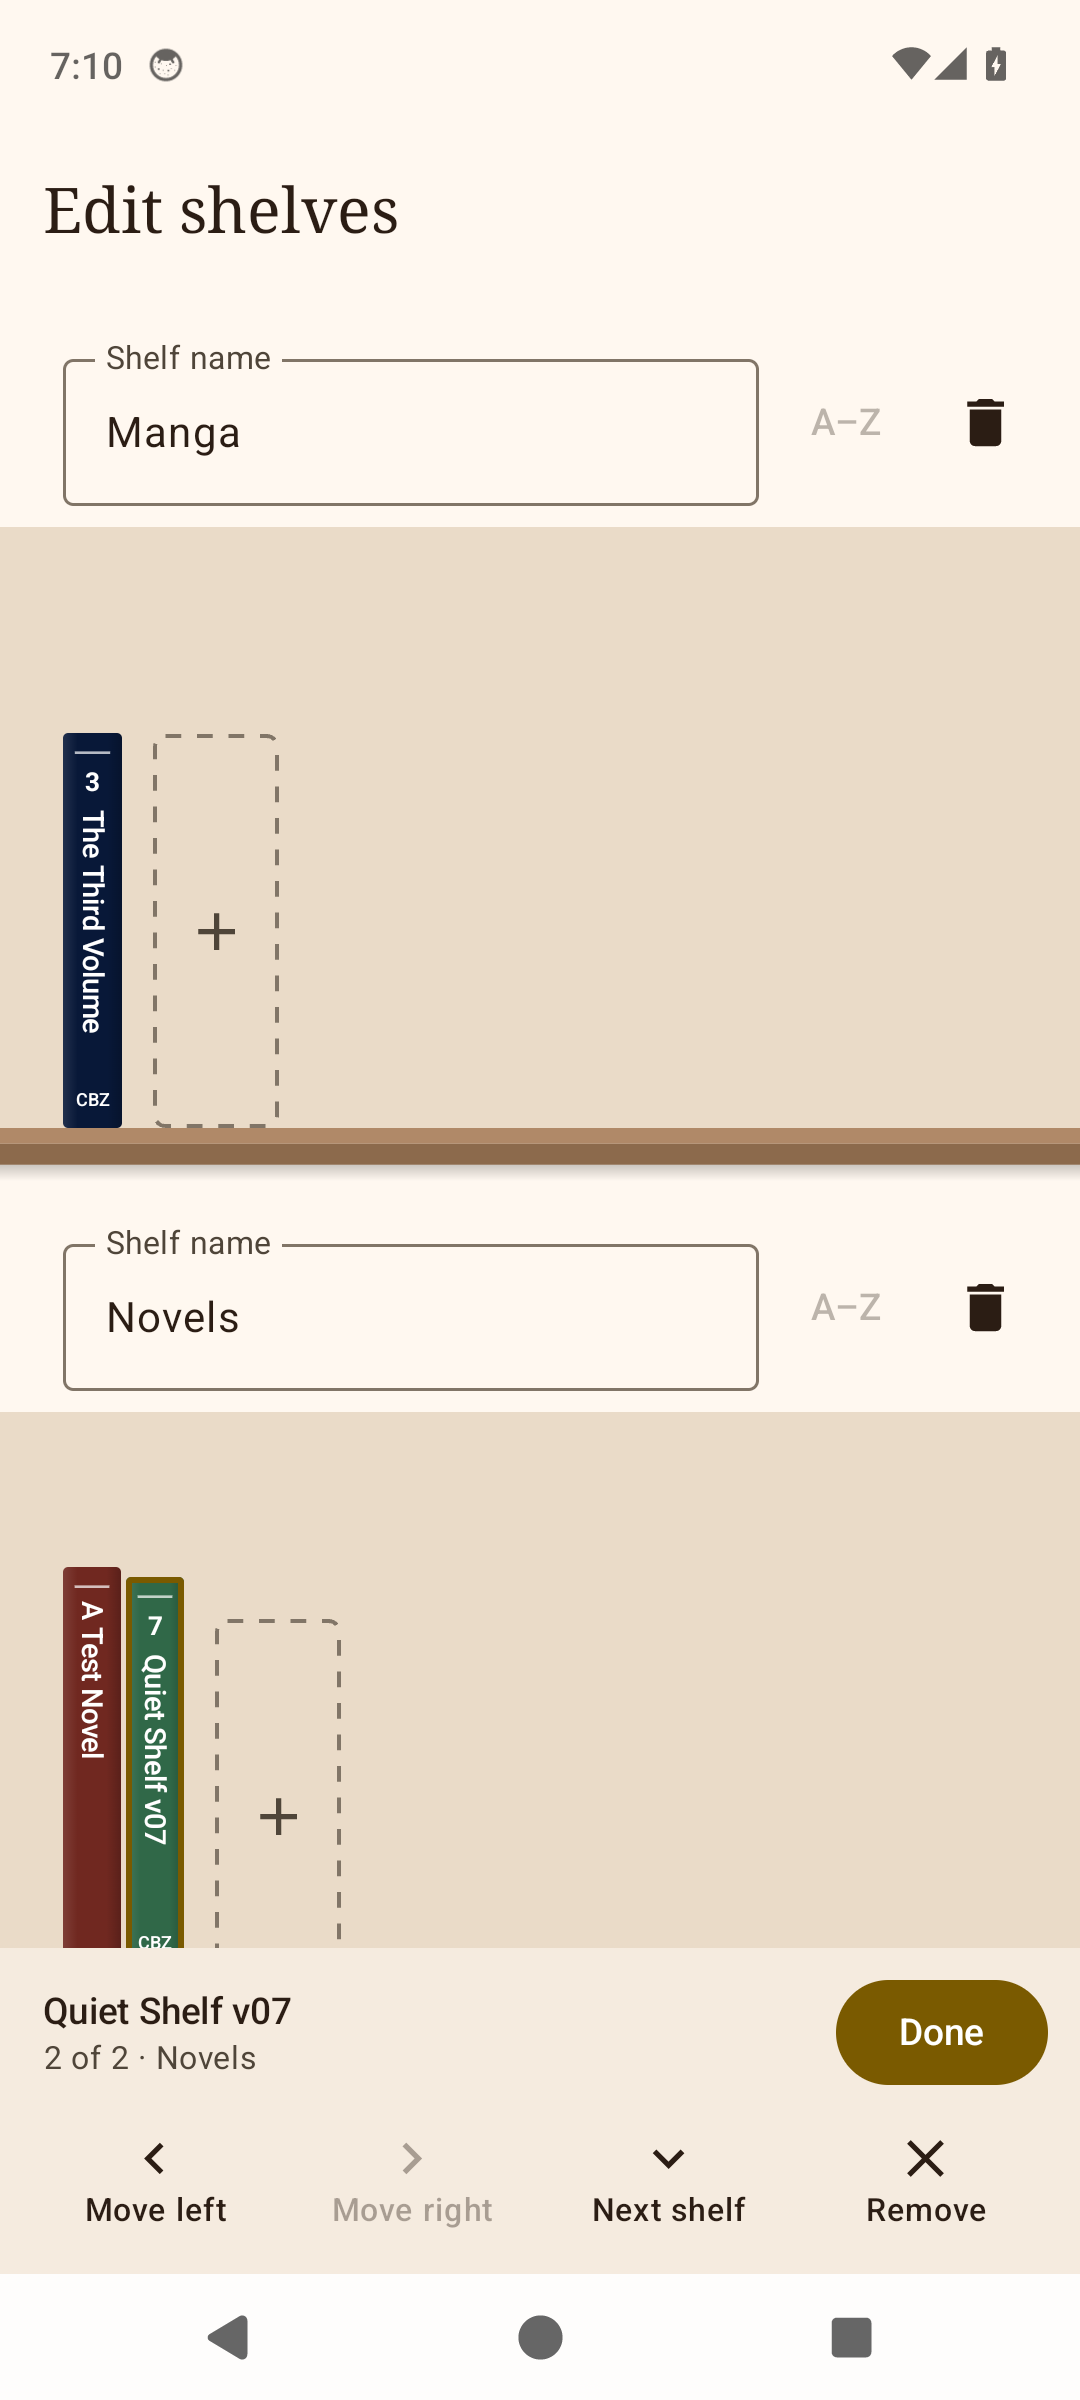 7:10
Edit shelves
Shelf name
Manga
A–Z
3 The Third Volume
CBZ
+
Shelf name
Novels
A–Z
A Test Novel
7 Quiet Shelf v07
CBZ
+
Quiet Shelf v07
2 of 2 · Novels
Done
Move left
Move right
Next shelf
Remove